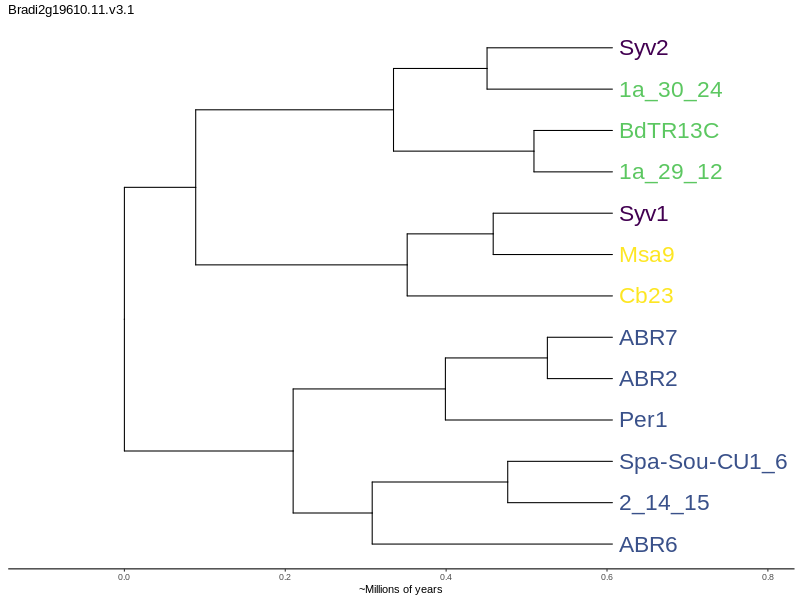 Bradi2g19610.11.v3.1
Syv2
1a_30_24
BdTR13C
1a_29_12
Syv1
Msa9
Cb23
ABR7
ABR2
Per1
Spa-Sou-CU1_6
2_14_15
ABR6
0.0 0.2 0.4 0.6 0.8
~Millions of years